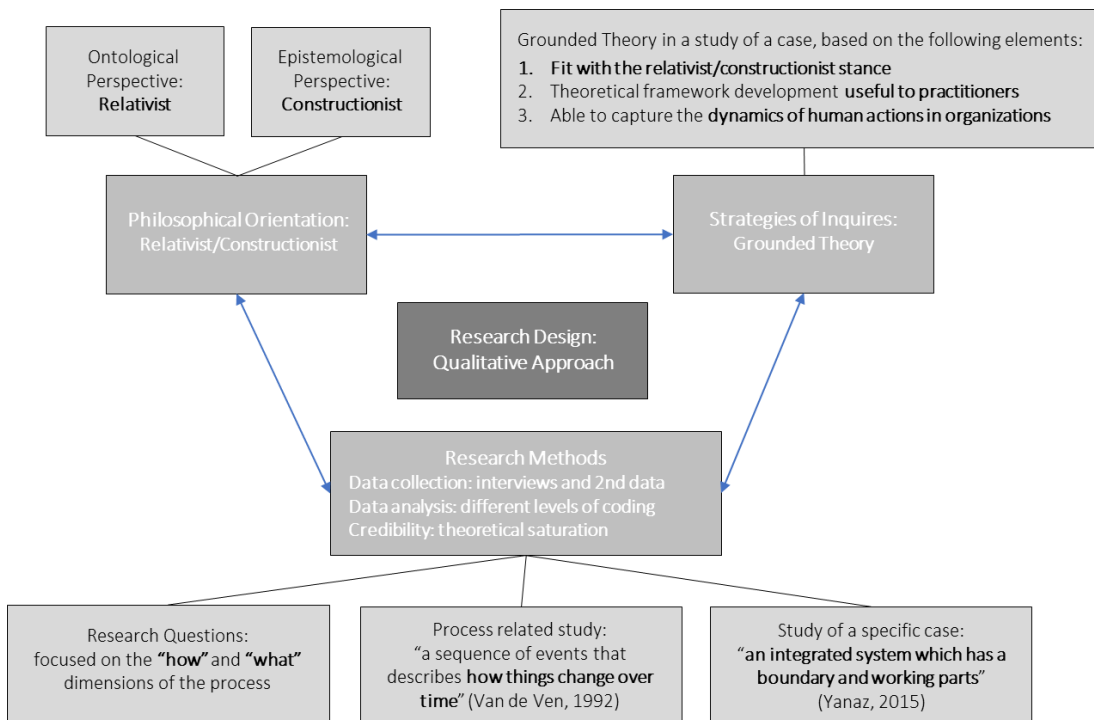 Ontological
Perspective:
Relativist
Epistemological
Perspective:
Constructionist
Grounded Theory in a study of a case, based on the following elements:
1. Fit with the relativist/constructionist stance
2. Theoretical framework development useful to practitioners
3. Able to capture the dynamics of human actions in organizations
Philosophical Orientation:
Relativist/Constructionist
Strategies of Inquires:
Grounded Theory
Research Design:
Qualitative Approach
Research Methods
Data collection: interviews and 2nd data
Data analysis: different levels of coding
Credibility: theoretical saturation
Research Questions:
focused on the “how” and “what”
dimensions of the process
Process related study:
“a sequence of events that
describes how things change over
time” (Van de Ven, 1992)
Study of a specific case:
“an integrated system which has a
boundary and working parts”
(Yanaz, 2015)